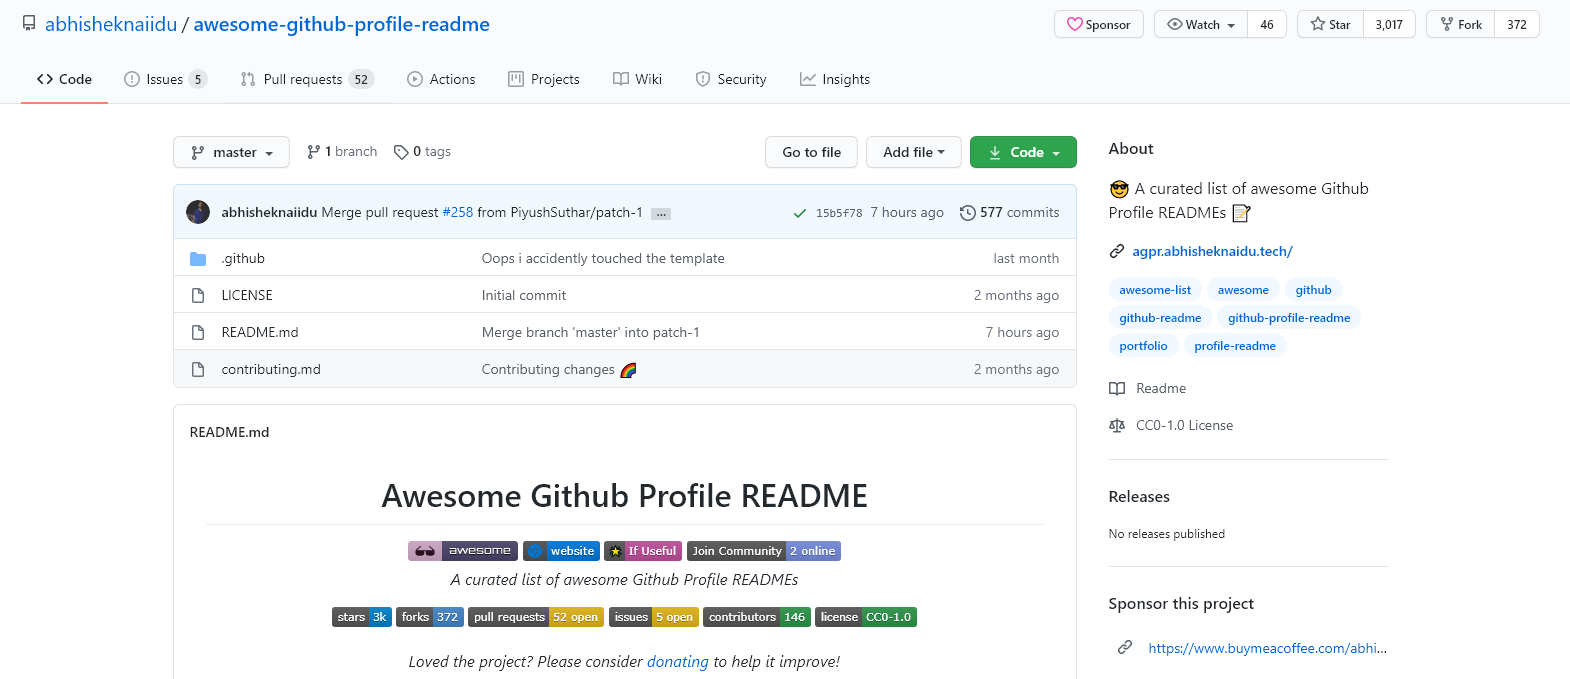 abhisheknaiidu / awesome-github-profile-readme
Sponsor Watch 46 Star 3,017 Fork 372
Code Issues 5 Pull requests 52 Actions Projects Wiki Security Insights
master 1 branch 0 tags Go to file Add file Code
abhisheknaiidu Merge pull request #258 from PiyushSuthar/patch-1 ... 15b5f78 7 hours ago 577 commits
.github Oops i accidently touched the template last month
LICENSE Initial commit 2 months ago
README.md Merge branch 'master' into patch-1 7 hours ago
contributing.md Contributing changes 🌈 2 months ago
README.md
Awesome Github Profile README
awesome website If Useful Join Community 2 online
A curated list of awesome Github Profile READMEs
stars 3k forks 372 pull requests 52 open issues 5 open contributors 146 license CC0-1.0
Loved the project? Please consider donating to help it improve!
About
😎 A curated list of awesome Github
Profile READMEs 📝
agpr.abhisheknaidu.tech/
awesome-list awesome github
github-readme github-profile-readme
portfolio profile-readme
Readme
CC0-1.0 License
Releases
No releases published
Sponsor this project
https://www.buymeacoffee.com/abhi...